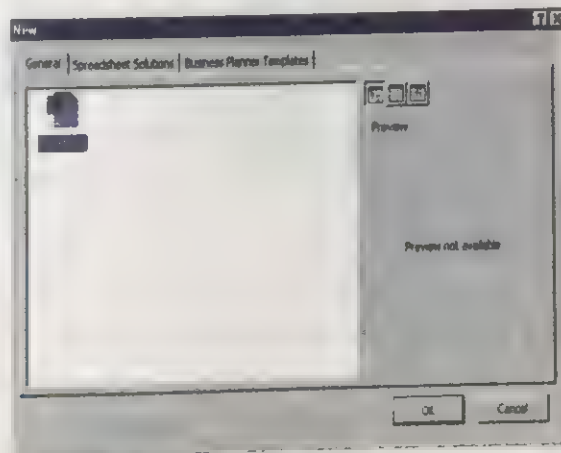 New
General Spreadsheet Solutions Business Planner Templates
Preview
Preview not available
OK Cancel